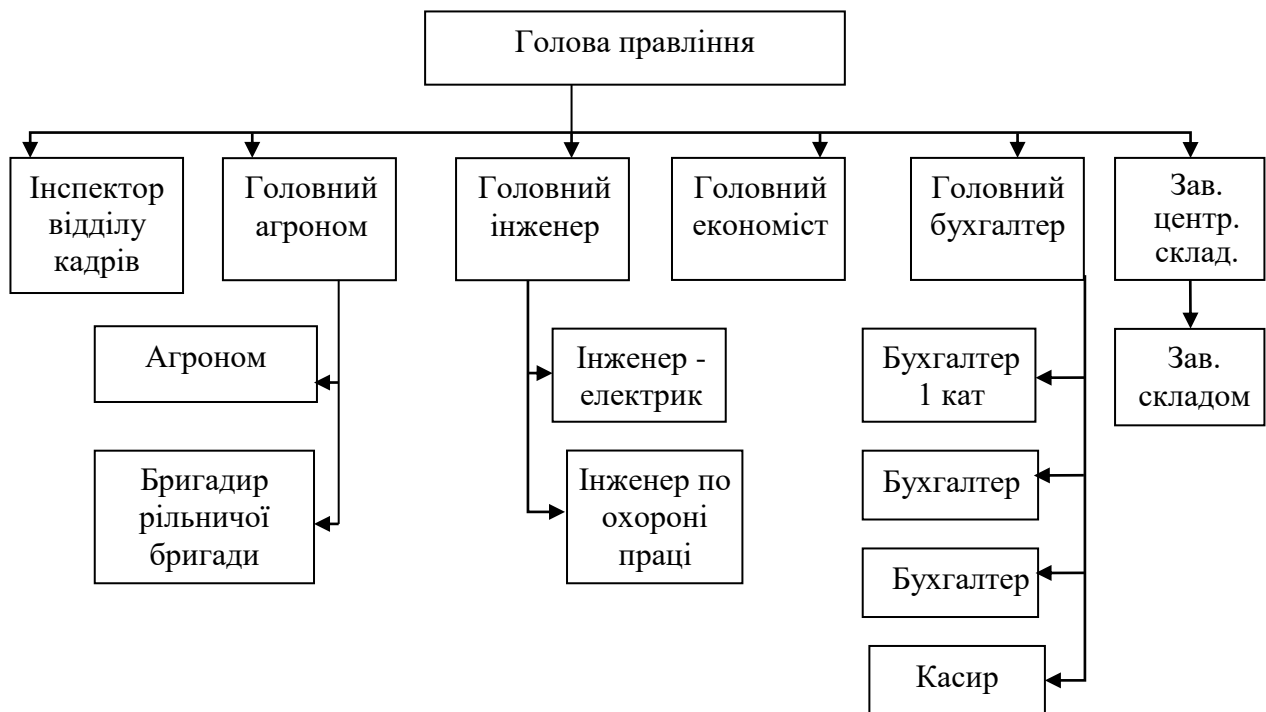 Голова правління
Інспектор
відділу
кадрів
Головний
агроном
Головний
інженер
Головний
економіст
Головний
бухгалтер
Зав.
центр.
склад.
Агроном
Бригадир
рільничої
бригади
Інженер -
електрик
Інженер по
охороні
праці
Бухгалтер
1 кат
Бухгалтер
Бухгалтер
Касир
Зав.
складом